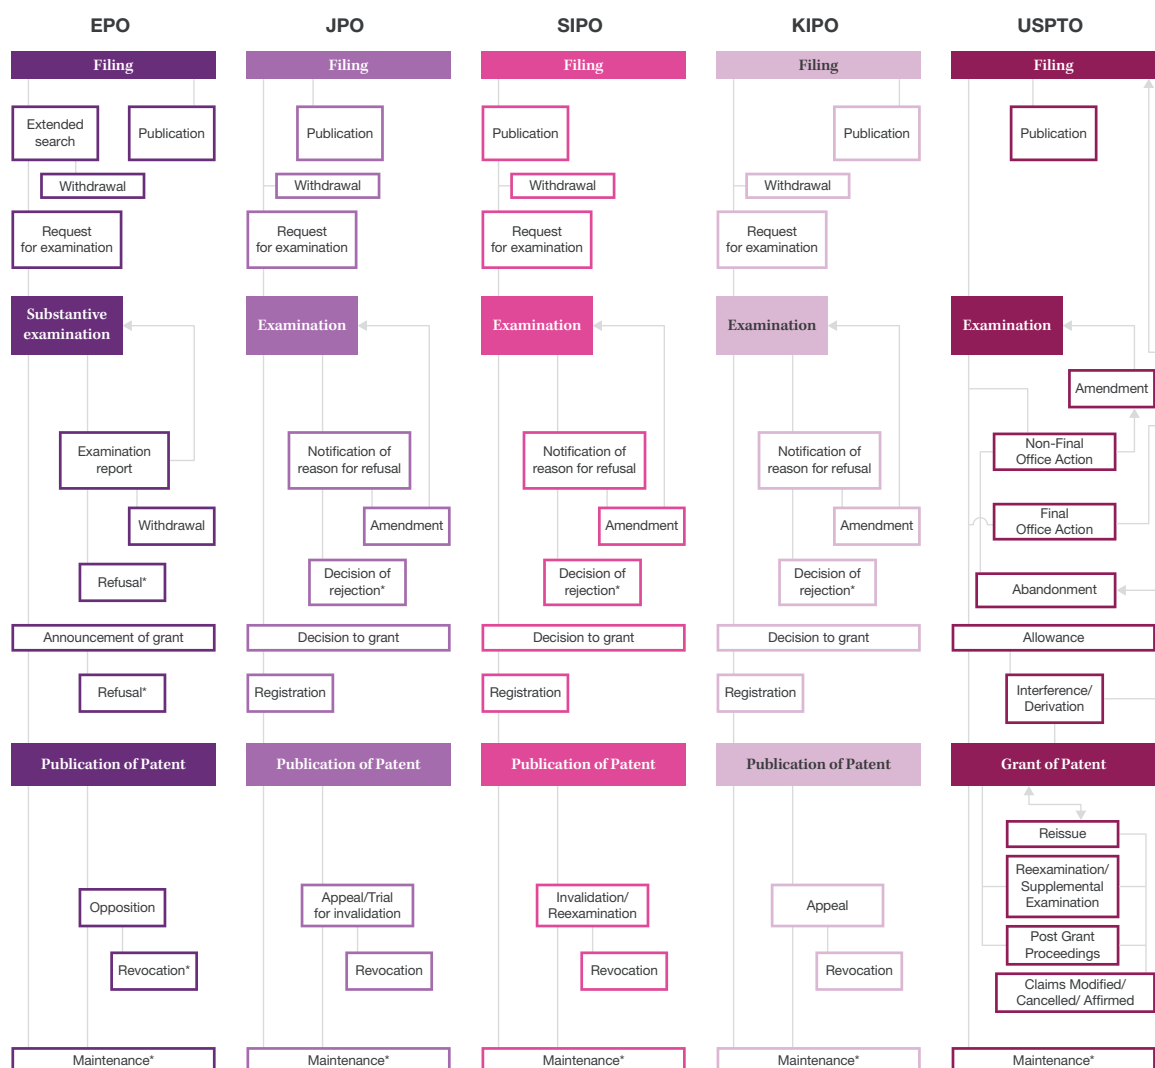 EPO
JPO
SIPO
KIPO
USPTO
Filing
Filing
Filing
Filing
Filing
Extended
search
Publication
Publication
Publication
Publication
Publication
Withdrawal
Withdrawal
Withdrawal
Withdrawal
Request
for examination
Request
for examination
Request
for examination
Request
for examination
Substantive
examination
Examination
Examination
Examination
Examination
Amendment
Examination
report
Notification of
reason for refusal
Notification of
reason for refusal
Notification of
reason for refusal
Non-Final
Office Action
Withdrawal
Amendment
Amendment
Amendment
Final
Office Action
Refusal*
Decision of
rejection*
Decision of
rejection*
Decision of
rejection*
Abandonment
Announcement of grant
Decision to grant
Decision to grant
Decision to grant
Allowance
Refusal*
Registration
Registration
Registration
Interference/
Derivation
Publication of Patent
Publication of Patent
Publication of Patent
Publication of Patent
Grant of Patent
Reissue
Opposition
Appeal/Trial
for invalidation
Invalidation/
Reexamination
Appeal
Reexamination/
Supplemental
Examination
Revocation*
Revocation
Revocation
Revocation
Post Grant
Proceedings
Claims Modified/
Cancelled/ Affirmed
Maintenance*
Maintenance*
Maintenance*
Maintenance*
Maintenance*